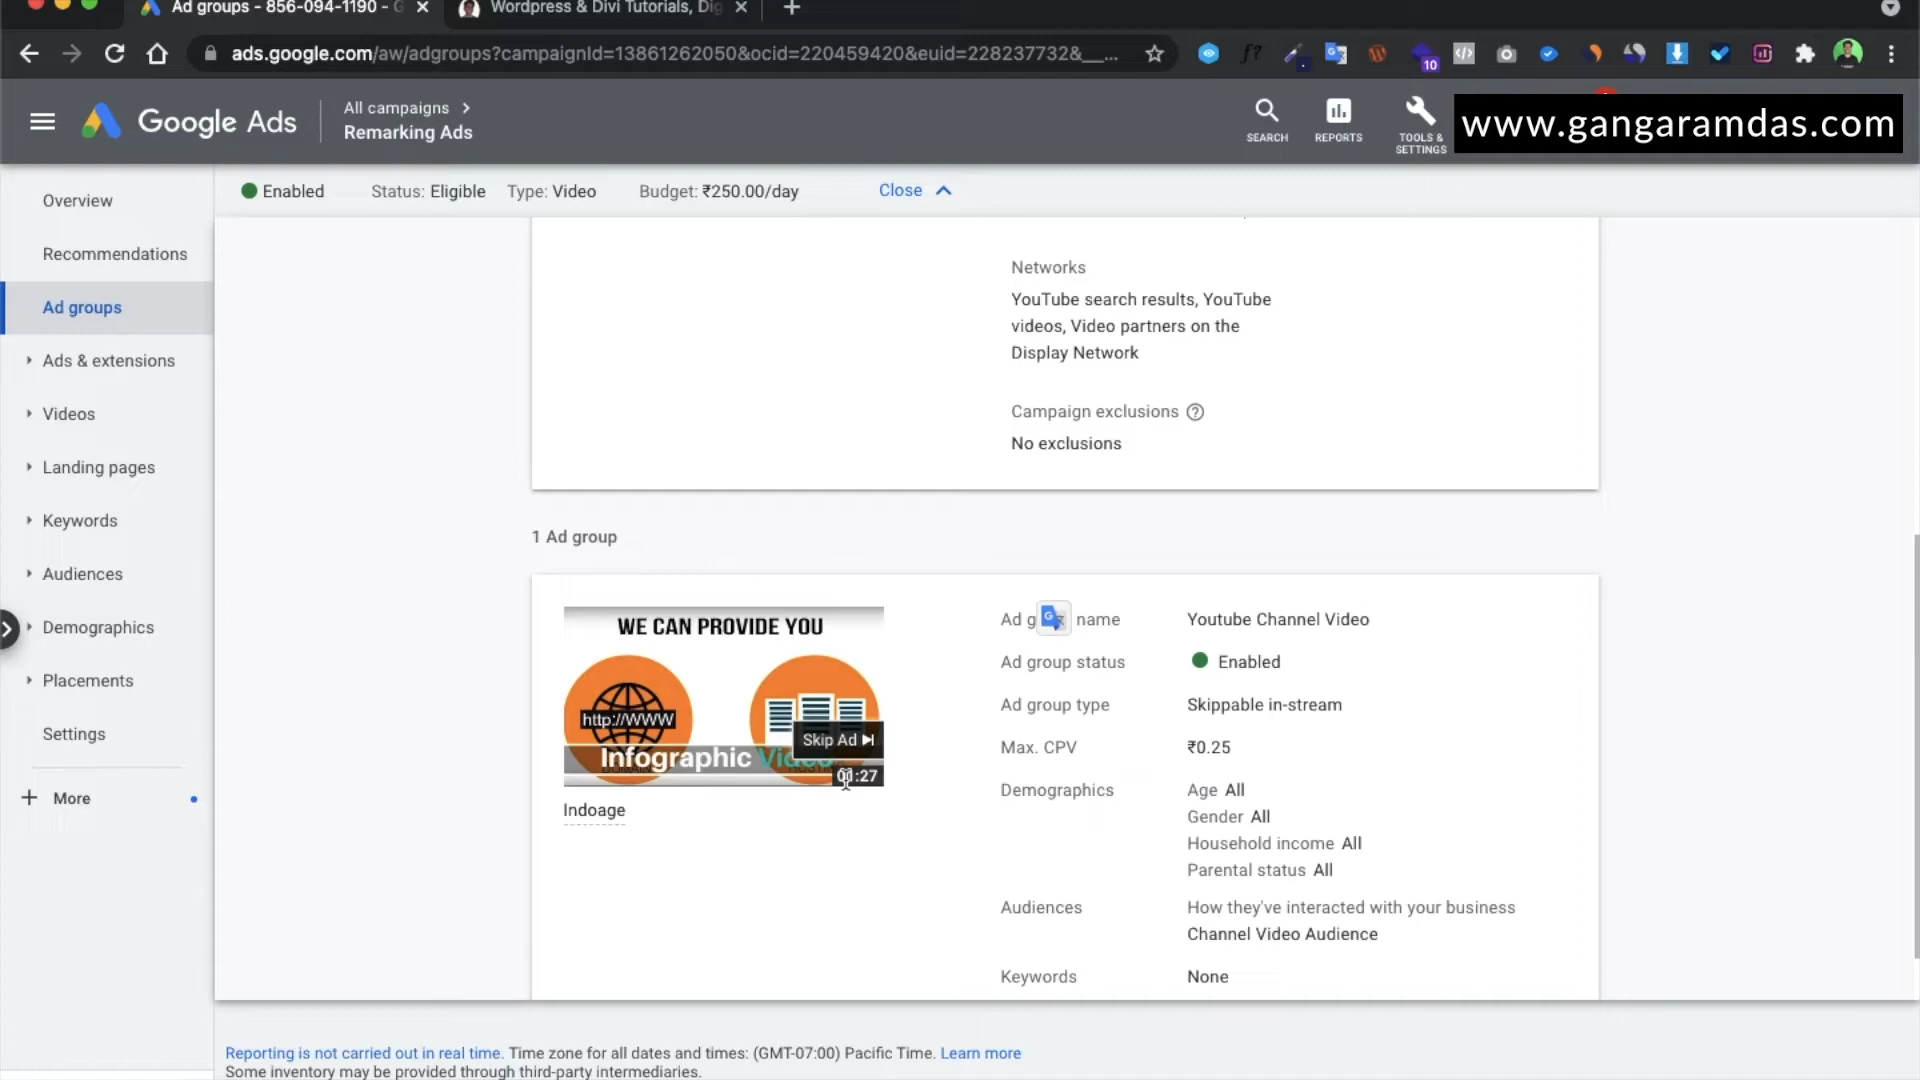 Ad groups - 856-094-1190 - G
Wordpress & Divi Tutorials, Dig
ads.google.com/aw/adgroups?campaignId=13861262050&ocid=220459420&euid=228237732&__...
f?
10
Google Ads
All campaigns
Remarking Ads
SEARCH
REPORTS
TOOLS &
SETTINGS
www.gangaramdas.com
Enabled
Status: Eligible
Type: Video
Budget: ₹250.00/day
Close
Overview
Recommendations
Ad groups
Ads & extensions
Videos
Landing pages
Keywords
Audiences
Demographics
Placements
Settings
More
Networks
YouTube search results, YouTube
videos, Video partners on the
Display Network
Campaign exclusions
No exclusions
1 Ad group
WE CAN PROVIDE YOU
http://WWW
Skip Ad
Infographic Video
01:27
Indoage
Ad g name
Youtube Channel Video
Ad group status
Enabled
Ad group type
Skippable in-stream
Max. CPV
₹0.25
Demographics
Age All
Gender All
Household income All
Parental status All
Audiences
How they've interacted with your business
Channel Video Audience
Keywords
None
Reporting is not carried out in real time. Time zone for all dates and times: (GMT-07:00) Pacific Time. Learn more
Some inventory may be provided through third-party intermediaries.